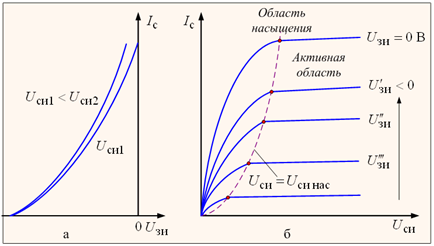 Iс
Uси1 < Uси2
Uси1
0 Uзи
а
Iс
Область
насыщения
Uзи = 0 В
Активная
область
U′зи < 0
U″зи
U‴зи
Uси = Uси нас
Uси
б